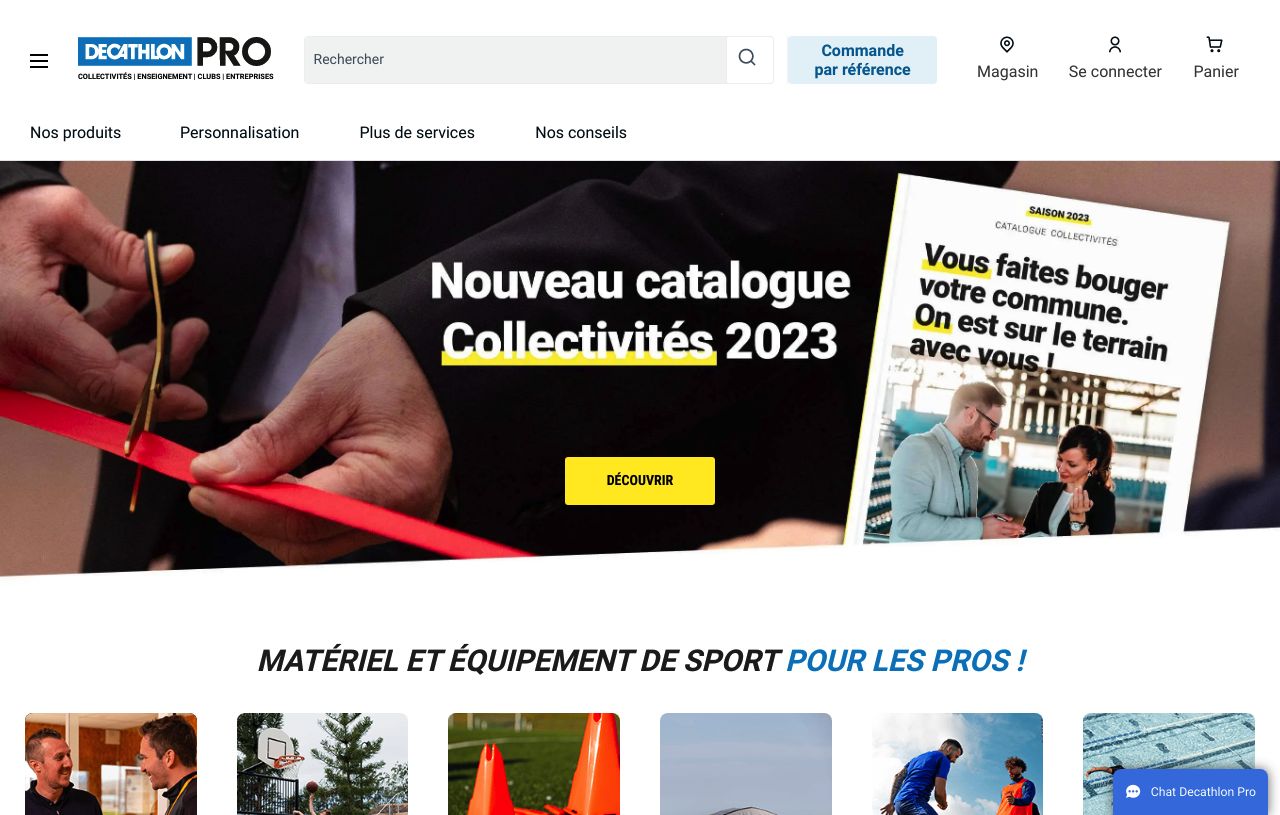 DECATHLON PRO
COLLECTIVITÉS | ENSEIGNEMENT | CLUBS | ENTREPRISES
Rechercher
Commande
par référence
Magasin
Se connecter
Panier
Nos produits
Personnalisation
Plus de services
Nos conseils
Nouveau catalogue
Collectivités 2023
DÉCOUVRIR
SAISON 2023
CATALOGUE COLLECTIVITÉS
Vous faites bouger
votre commune.
On est sur le terrain
avec vous !
MATÉRIEL ET ÉQUIPEMENT DE SPORT POUR LES PROS !
Chat Decathlon Pro